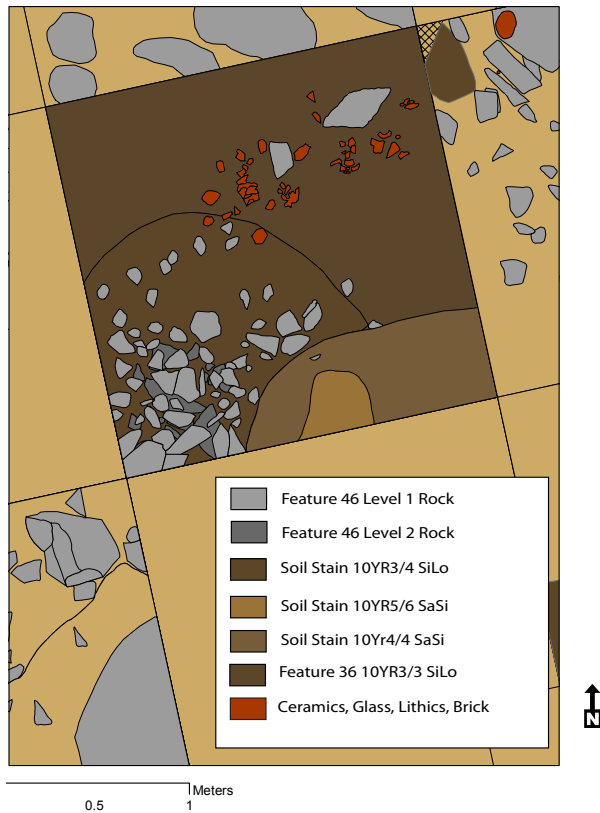 Feature 46 Level 1 Rock
Feature 46 Level 2 Rock
Soil Stain 10YR3/4 SiLo
Soil Stain 10YR5/6 SaSi
Soil Stain 10Yr4/4 SaSi
Feature 36 10YR3/3 SiLo
Ceramics, Glass, Lithics, Brick
N
Meters
0.5 1